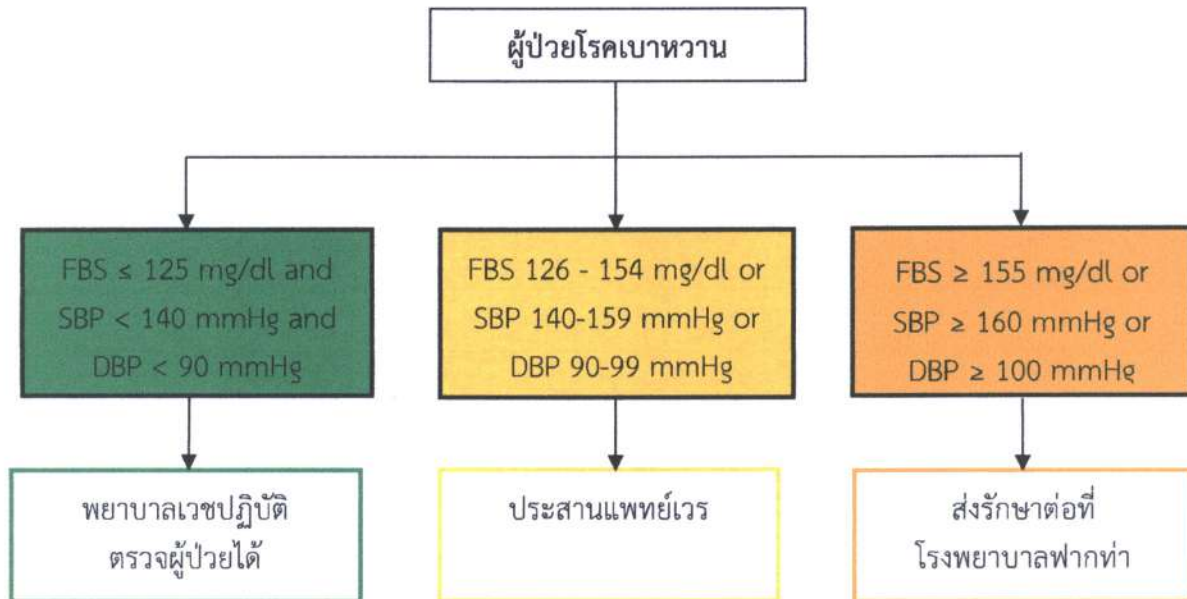 ผู้ป่วยโรคเบาหวาน
FBS ≤ 125 mg/dl and
SBP < 140 mmHg and
DBP < 90 mmHg
FBS 126 - 154 mg/dl or
SBP 140-159 mmHg or
DBP 90-99 mmHg
FBS ≥ 155 mg/dl or
SBP ≥ 160 mmHg or
DBP ≥ 100 mmHg
พยาบาลเวชปฏิบัติ
ตรวจผู้ป่วยได้
ประสานแพทย์เวร
ส่งรักษาต่อที่
โรงพยาบาลฟากท่า